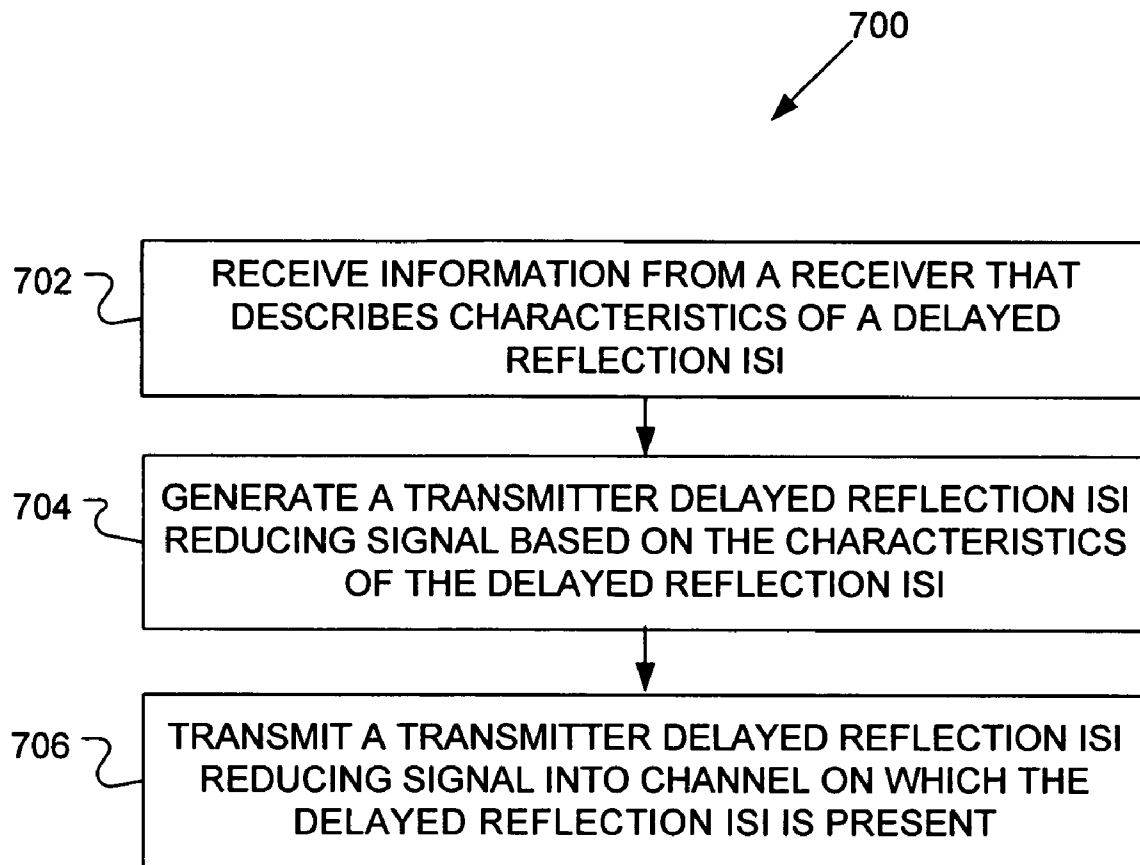 700
702
RECEIVE INFORMATION FROM A RECEIVER THAT
DESCRIBES CHARACTERISTICS OF A DELAYED
REFLECTION ISI
704
GENERATE A TRANSMITTER DELAYED REFLECTION ISI
REDUCING SIGNAL BASED ON THE CHARACTERISTICS
OF THE DELAYED REFLECTION ISI
706
TRANSMIT A TRANSMITTER DELAYED REFLECTION ISI
REDUCING SIGNAL INTO CHANNEL ON WHICH THE
DELAYED REFLECTION ISI IS PRESENT